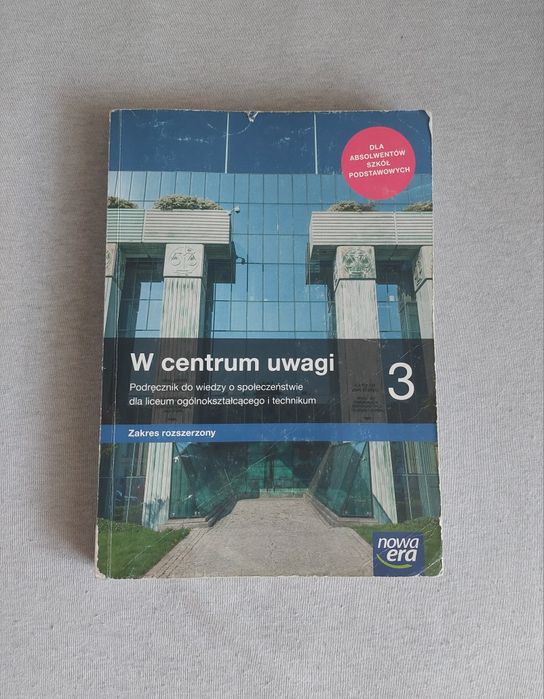 DLA
ABSOLWENTÓW
SZKÓŁ
PODSTAWOWYCH
W centrum uwagi
3
Podręcznik do wiedzy o społeczeństwie
dla liceum ogólnokształcącego i technikum
Zakres rozszerzony
nowa
era